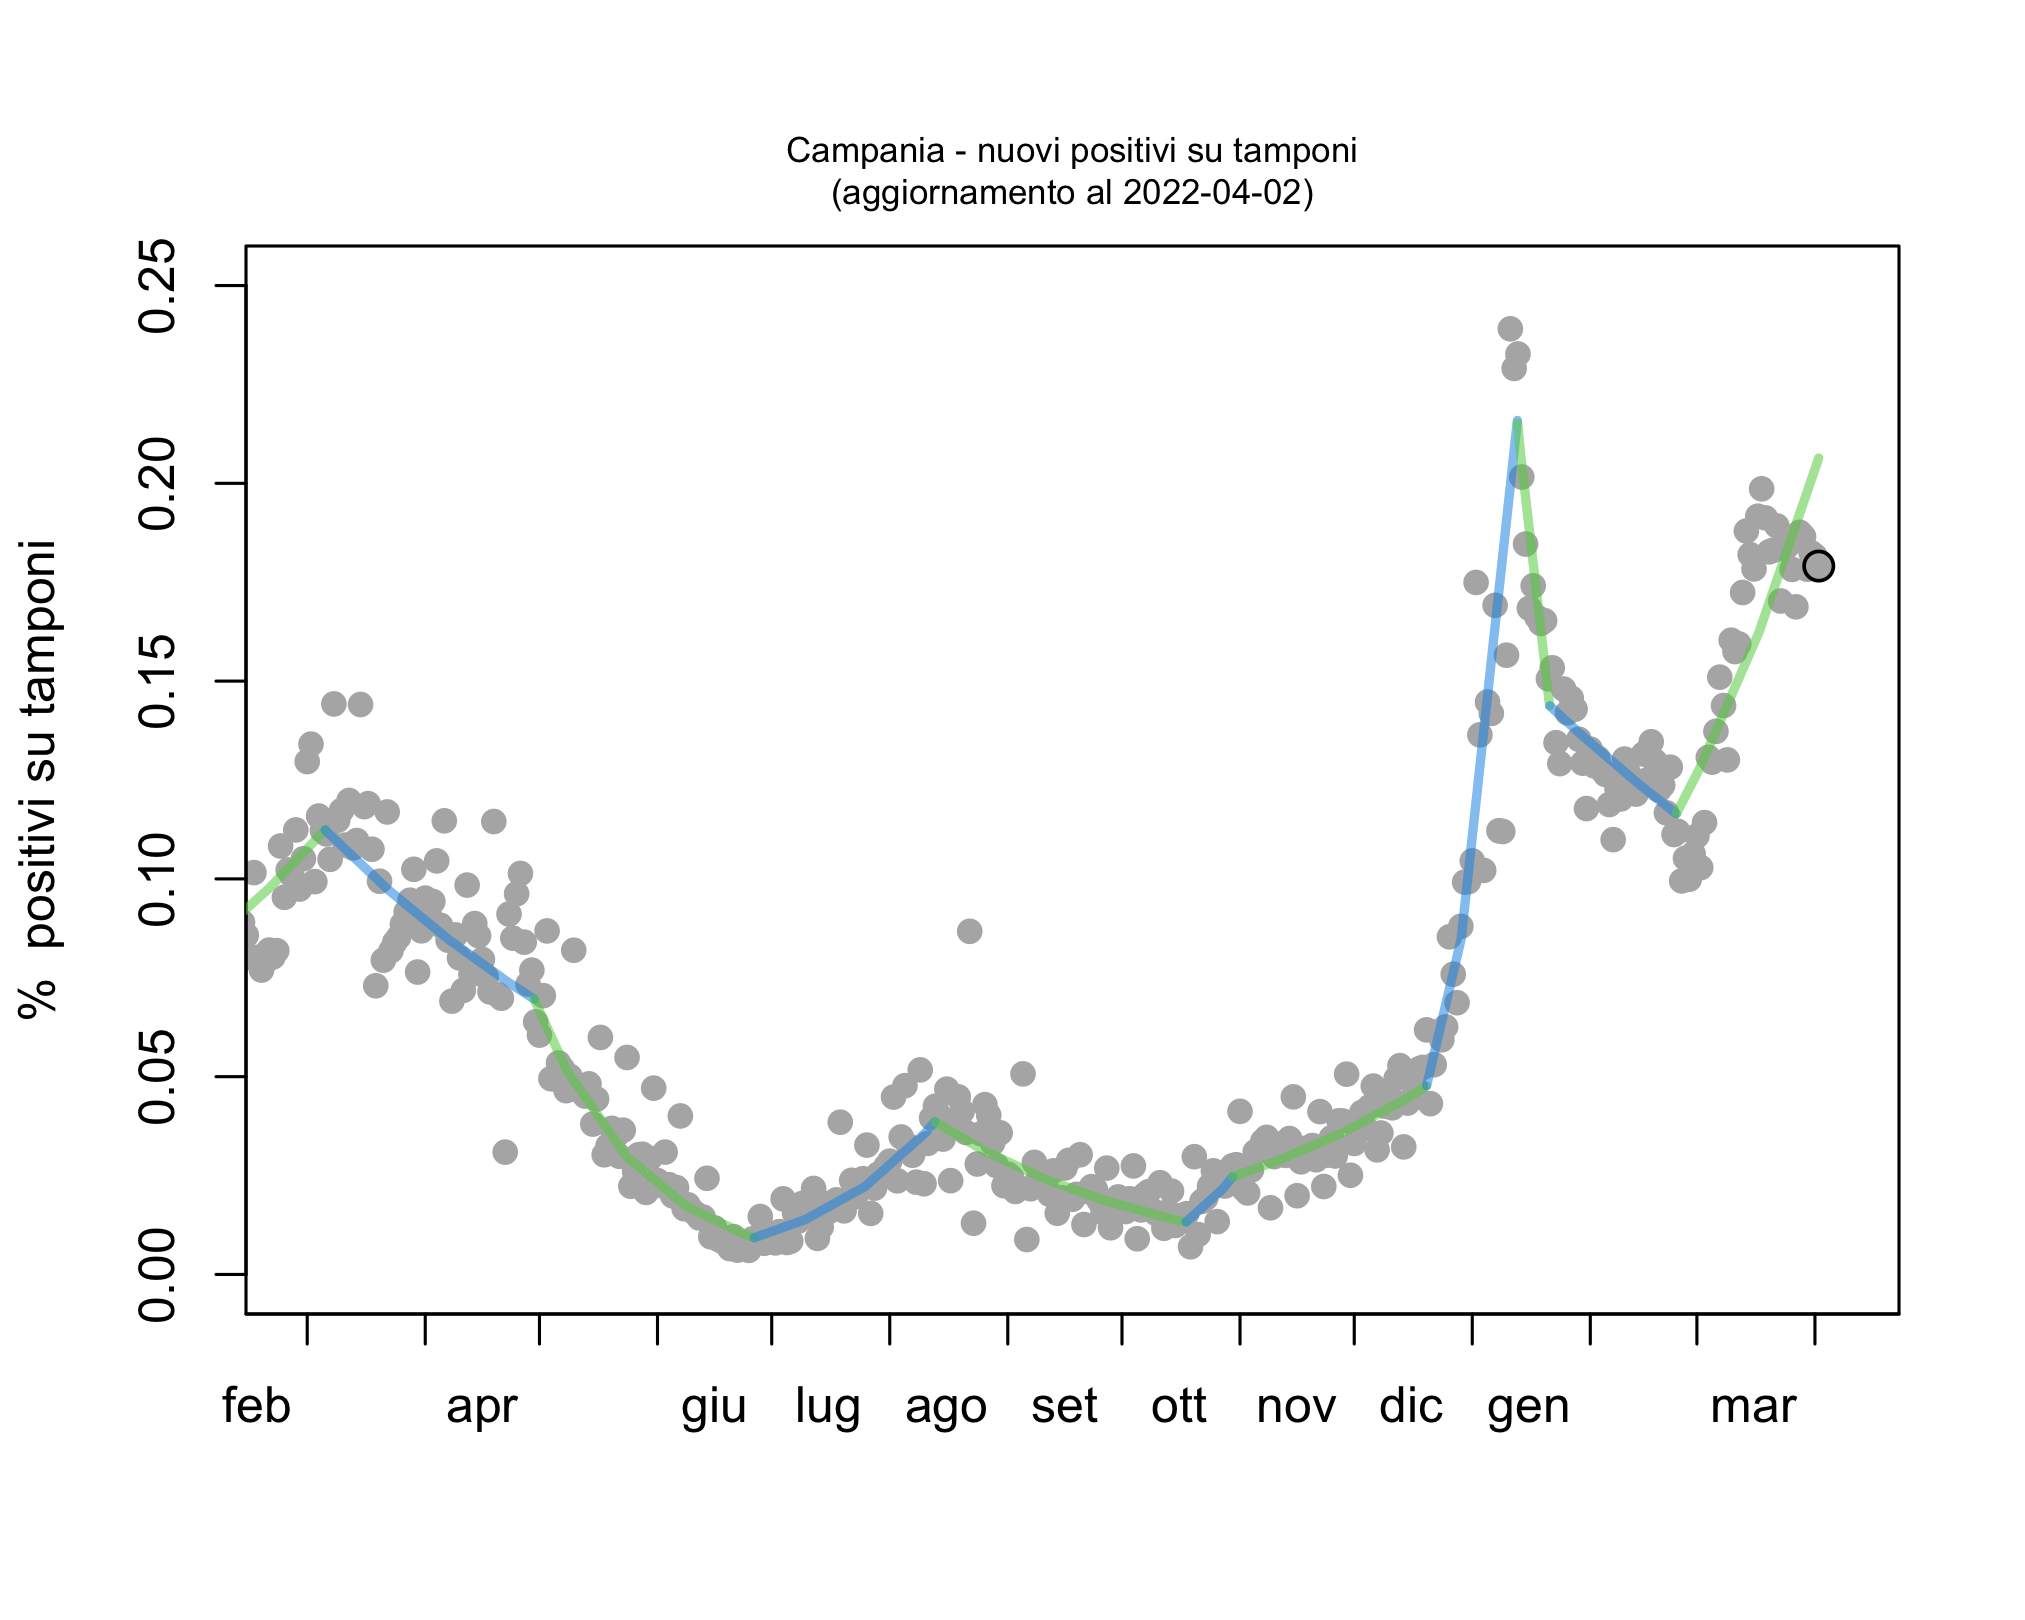 Campania - nuovi positivi su tamponi
(aggiornamento al 2022-04-02)
% positivi su tamponi
0.25
0.20
0.15
0.10
0.05
0.00
feb apr giu lug ago set ott nov dic gen mar